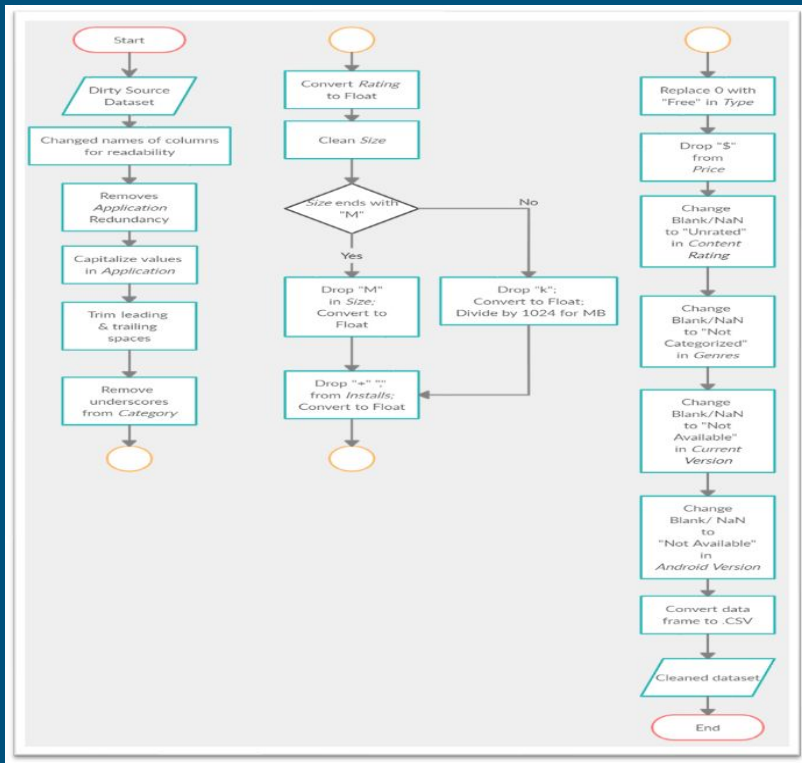 Start
Dirty Source
Dataset
Changed names of columns
for readability
Removes
Application
Redundancy
Capitalize values
in Application
Trim leading
& trailing
spaces
Remove
underscores
from Category
Convert Rating
to Float
Clean Size
Size ends with
"M"
No
Yes
Drop "M"
in Size;
Convert to
Float
Drop "k";
Convert to Float;
Divide by 1024 for MB
Drop "+" ","
from Installs;
Convert to Float
Replace 0 with
"Free" in Type
Drop "$"
from
Price
Change
Blank/NaN
to "Unrated"
in Content
Rating
Change
Blank/NaN
to "Not
Categorized"
in Genres
Change
Blank/NaN
to "Not
Available"
in Current
Version
Change
Blank/ NaN
to
"Not Available"
in
Android Version
Convert data
frame to .CSV
Cleaned dataset
End